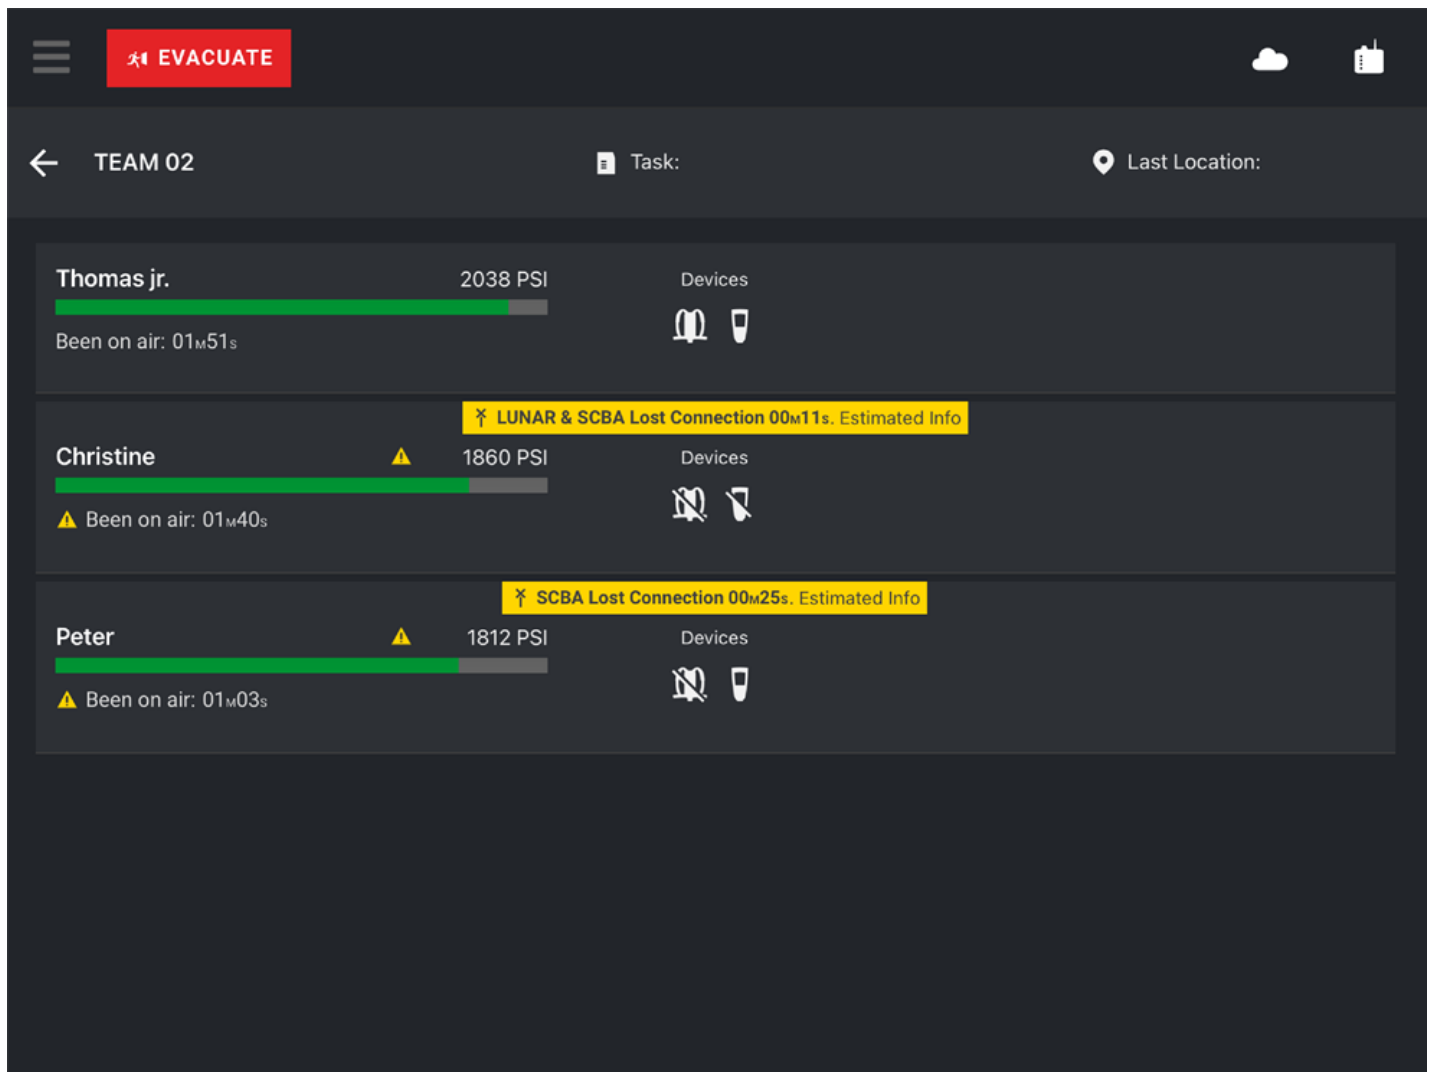 EVACUATE
TEAM 02
Task:
Last Location:
Thomas jr.
2038 PSI
Devices
Been on air: 01M51S
LUNAR & SCBA Lost Connection 00M11S. Estimated Info
Christine
1860 PSI
Devices
Been on air: 01M40S
SCBA Lost Connection 00M25S. Estimated Info
Peter
1812 PSI
Devices
Been on air: 01M03S